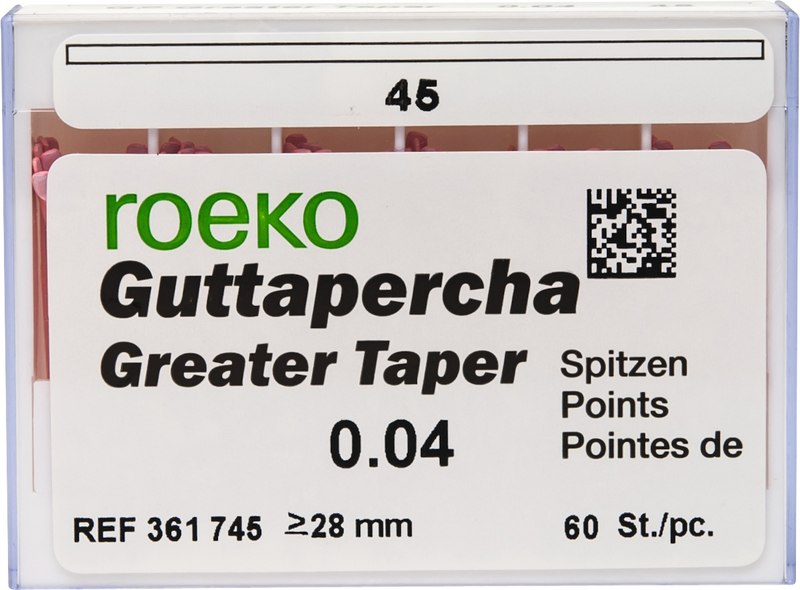 45
roeko
Guttapercha
Greater Taper
Spitzen
Points
Pointes de
0.04
REF 361 745 ≥28 mm 60 St./pc.